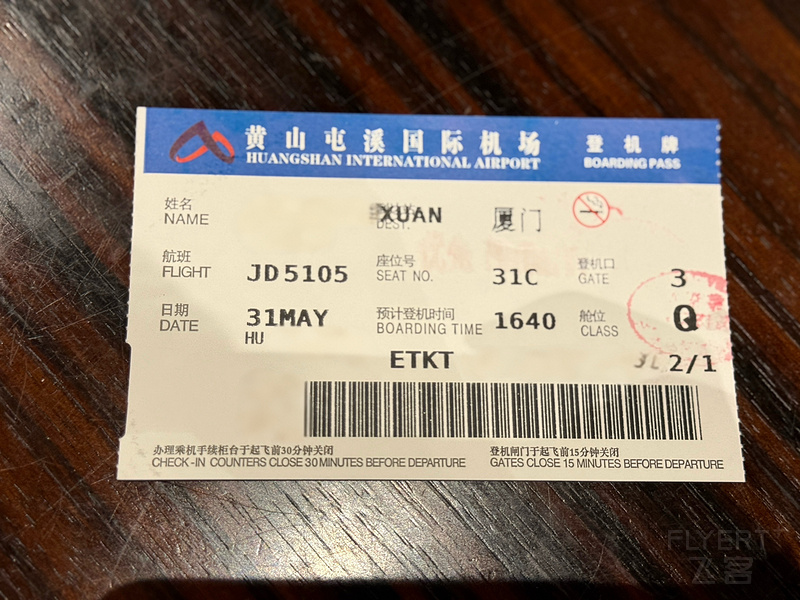 黄山屯溪国际机场 登机牌
HUANGSHAN INTERNATIONAL AIRPORT BOARDING PASS
姓名 XUAN 厦门
NAME DEST.
航班 座位号 登机口
FLIGHT JD5105 SEAT NO. 31C GATE 3
日期 预计登机时间 舱位
DATE 31MAY BOARDING TIME 1640 CLASS Q
HU
ETKT 2/1
办理乘机手续柜台于起飞前30分钟关闭 登机闸门于起飞前15分钟关闭
CHECK-IN COUNTERS CLOSE 30 MINUTES BEFORE DEPARTURE GATES CLOSE 15 MINUTES BEFORE DEPARTURE
FLYERT
飞客